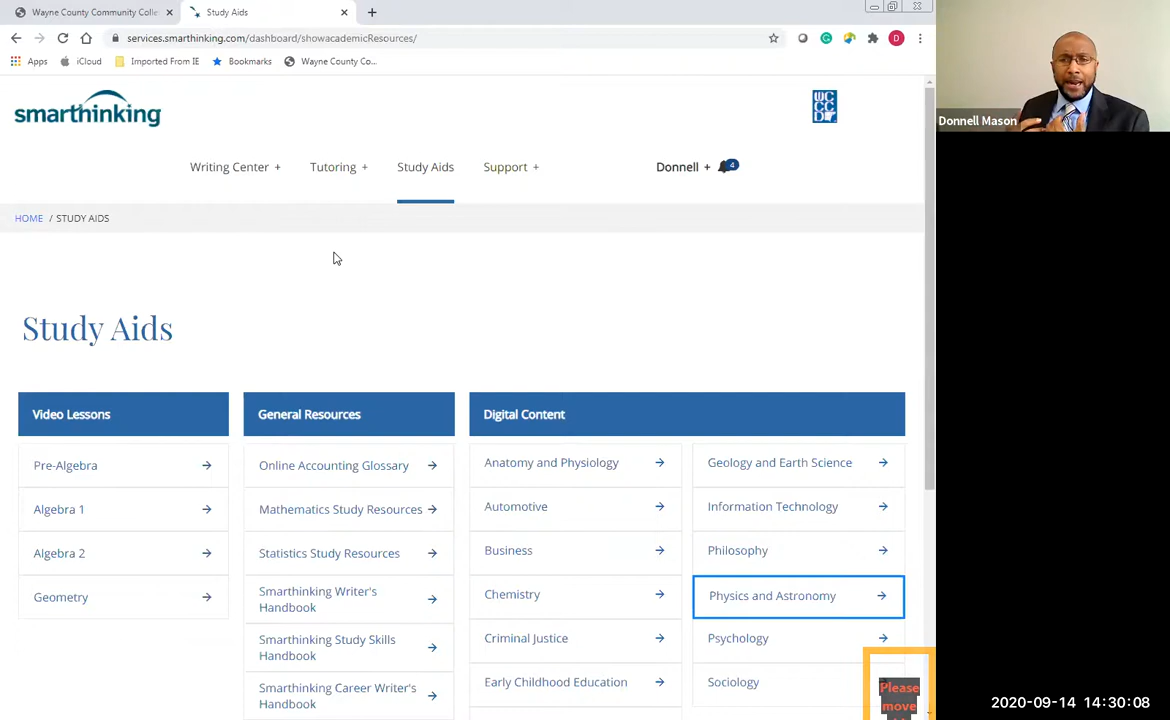 Wayne County Community Colle
Study Aids
services.smarthinking.com/dashboard/showacademicResources/
Apps
iCloud
Imported From IE
Bookmarks
Wayne County Co...
smarthinking
WC
CC
D
Donnell Mason
Writing Center +
Tutoring +
Study Aids
Support +
Donnell +
4
HOME / STUDY AIDS
Study Aids
Video Lessons
Pre-Algebra
Algebra 1
Algebra 2
Geometry
General Resources
Online Accounting Glossary
Mathematics Study Resources
Statistics Study Resources
Smarthinking Writer's
Handbook
Smarthinking Study Skills
Handbook
Smarthinking Career Writer's
Handbook
Digital Content
Anatomy and Physiology
Automotive
Business
Chemistry
Criminal Justice
Early Childhood Education
Geology and Earth Science
Information Technology
Philosophy
Physics and Astronomy
Psychology
Sociology
Please
move
2020-09-14 14:30:08